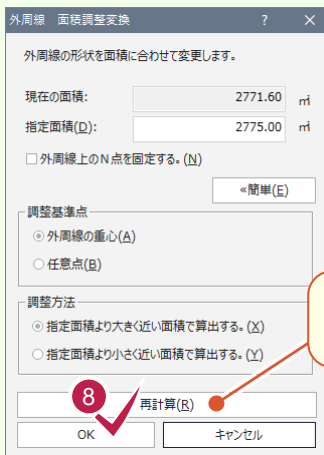 外周線　面積調整変換 ? ×
外周線の形状を面積に合わせて変更します。
現在の面積: 2771.60 ㎡
指定面積(D): 2775.00 ㎡
外周線上のN点を固定する。(N)
«簡単(E)
調整基準点
外周線の重心(A)
任意点(B)
調整方法
指定面積より大きく近い面積で算出する。(X)
指定面積より小さく近い面積で算出する。(Y)
再計算(R)
8
OK キャンセル